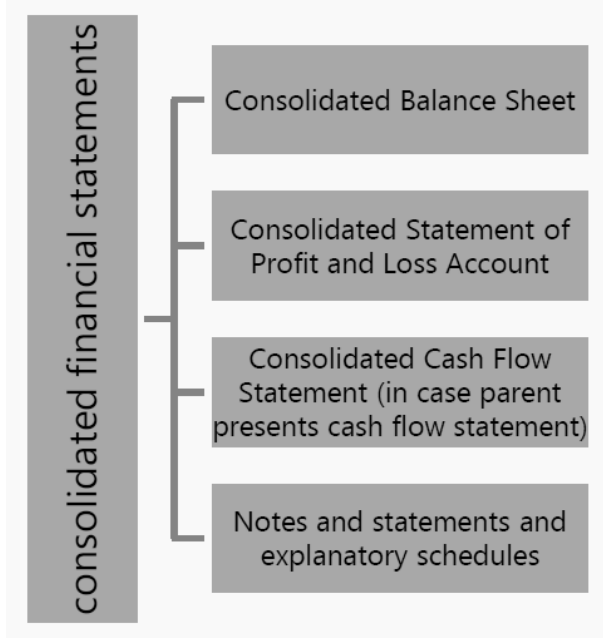 consolidated financial statements
Consolidated Balance Sheet
Consolidated Statement of
Profit and Loss Account
Consolidated Cash Flow
Statement (in case parent
presents cash flow statement)
Notes and statements and
explanatory schedules